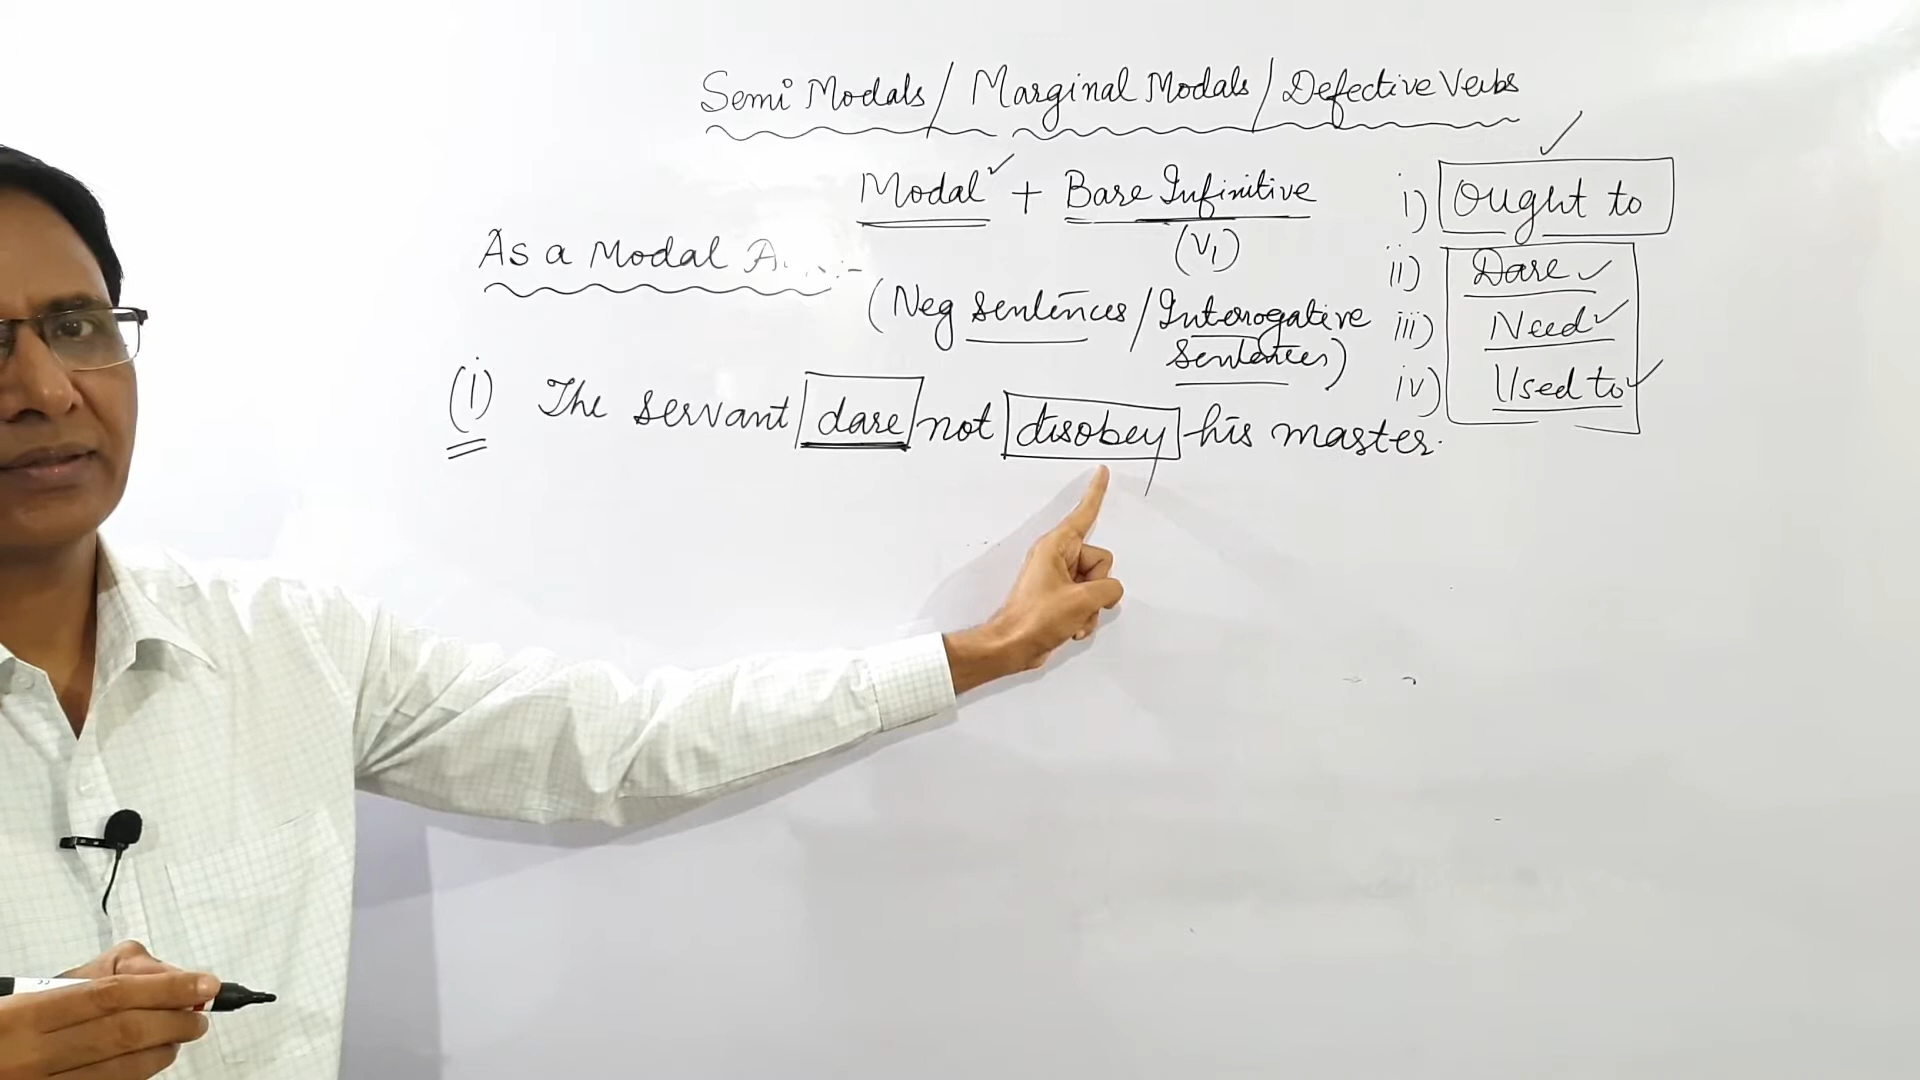 Semi Modals / Marginal Modals / Defective Verbs
Modal ✓ + Bare Infinitive
(V1)
i) Ought to ✓
ii) Dare ✓
iii) Need ✓
iv) Used to ✓
As a Modal
(Neg sentences / Interrogative
sentences)
(i) The servant dare not disobey his master.